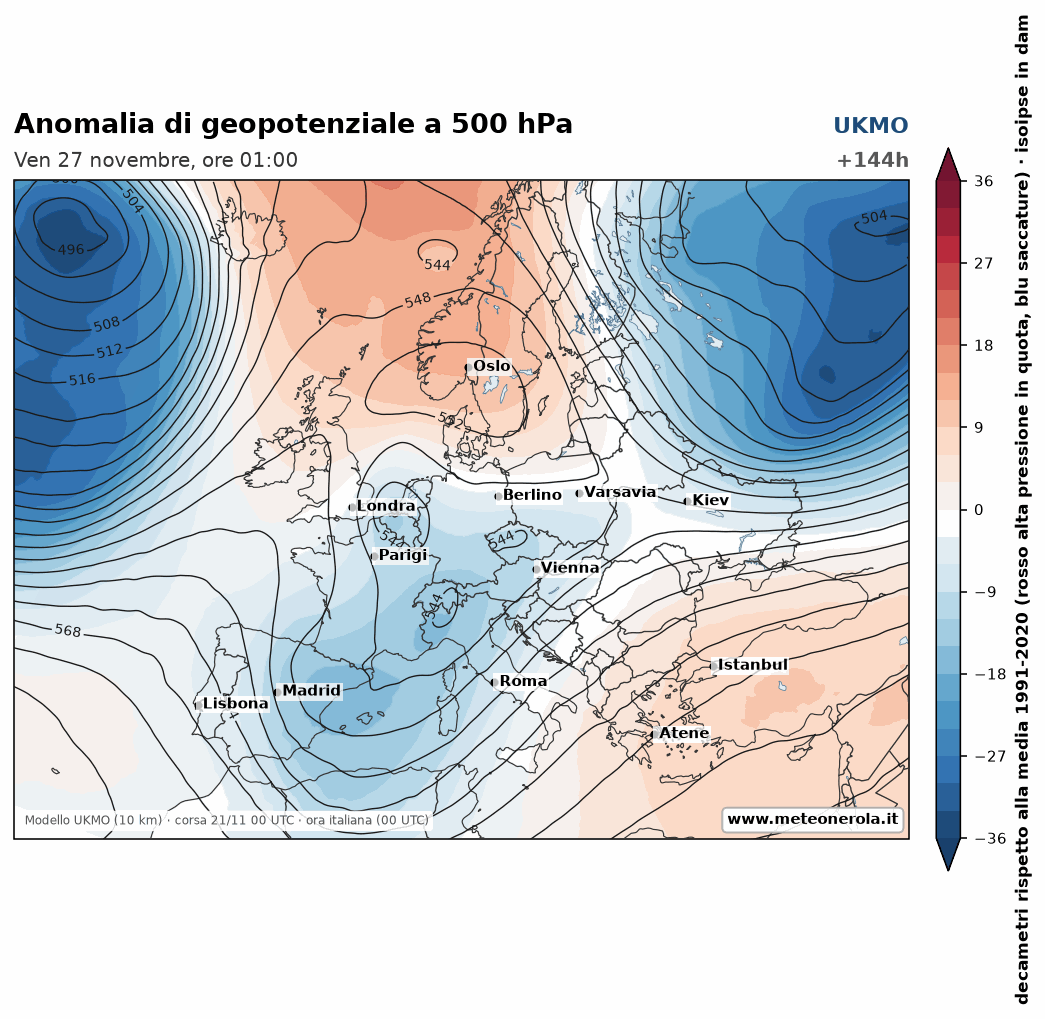 Anomalia di geopotenziale a 500 hPa
UKMO
Ven 27 novembre, ore 01:00
+144h
504
496
508
512
516
544
548
552
504
544
544
568
Oslo
Londra
Berlino
Varsavia
Kiev
Parigi
Vienna
Istanbul
Roma
Madrid
Lisbona
Atene
Modello UKMO (10 km) · corsa 21/11 00 UTC · ora italiana (00 UTC)
www.meteonerola.it
36
27
18
9
0
−9
−18
−27
−36
decametri rispetto alla media 1991-2020 (rosso alta pressione in quota, blu saccature) · isoipse in dam